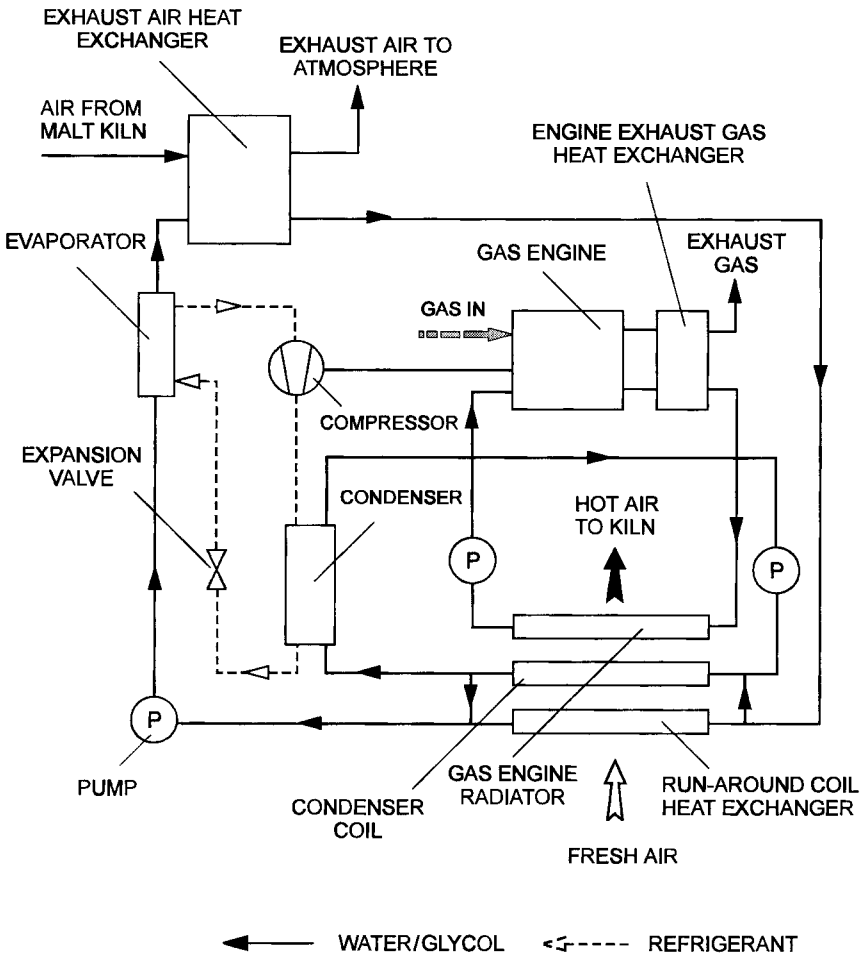 EXHAUST AIR HEAT
EXCHANGER
EXHAUST AIR TO
ATMOSPHERE
AIR FROM
MALT KILN
ENGINE EXHAUST GAS
HEAT EXCHANGER
EVAPORATOR
GAS ENGINE
EXHAUST
GAS
GAS IN
COMPRESSOR
EXPANSION
VALVE
CONDENSER
HOT AIR
TO KILN
P
P
P
PUMP
GAS ENGINE
RADIATOR
RUN-AROUND COIL
HEAT EXCHANGER
CONDENSER
COIL
FRESH AIR
WATER/GLYCOL
REFRIGERANT